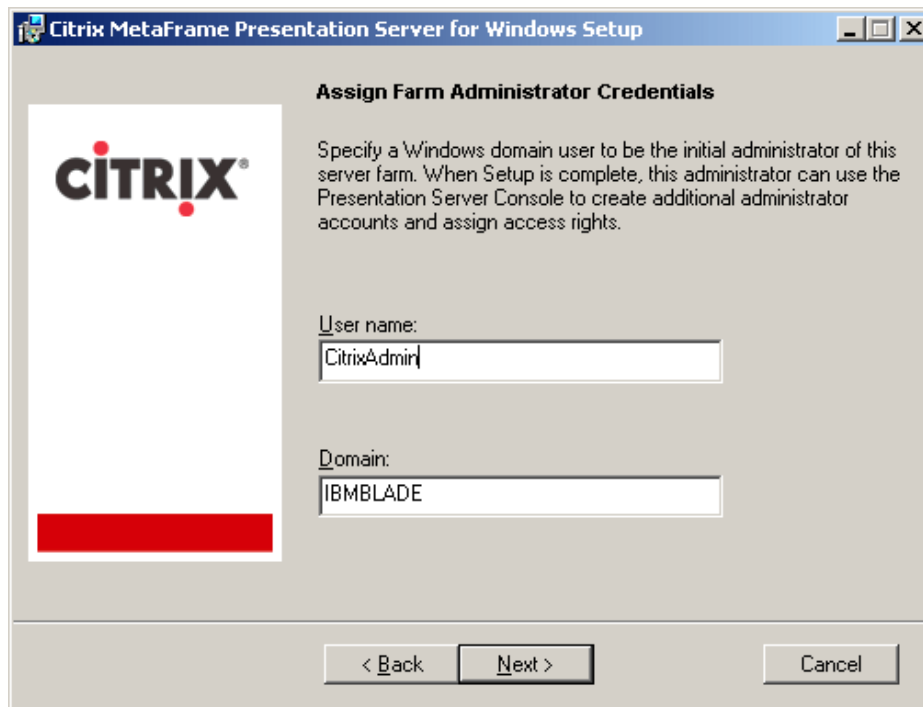 Citrix MetaFrame Presentation Server for Windows Setup
CITRIX®
Assign Farm Administrator Credentials
Specify a Windows domain user to be the initial administrator of this
server farm. When Setup is complete, this administrator can use the
Presentation Server Console to create additional administrator
accounts and assign access rights.
User name:
CitrixAdmin
Domain:
IBMBLADE
< Back
Next >
Cancel